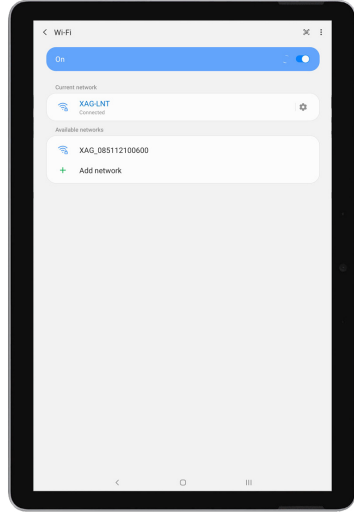 Wi-Fi
On
Current network
XAG-LNT
Connected
Available networks
XAG_085112100600
Add network